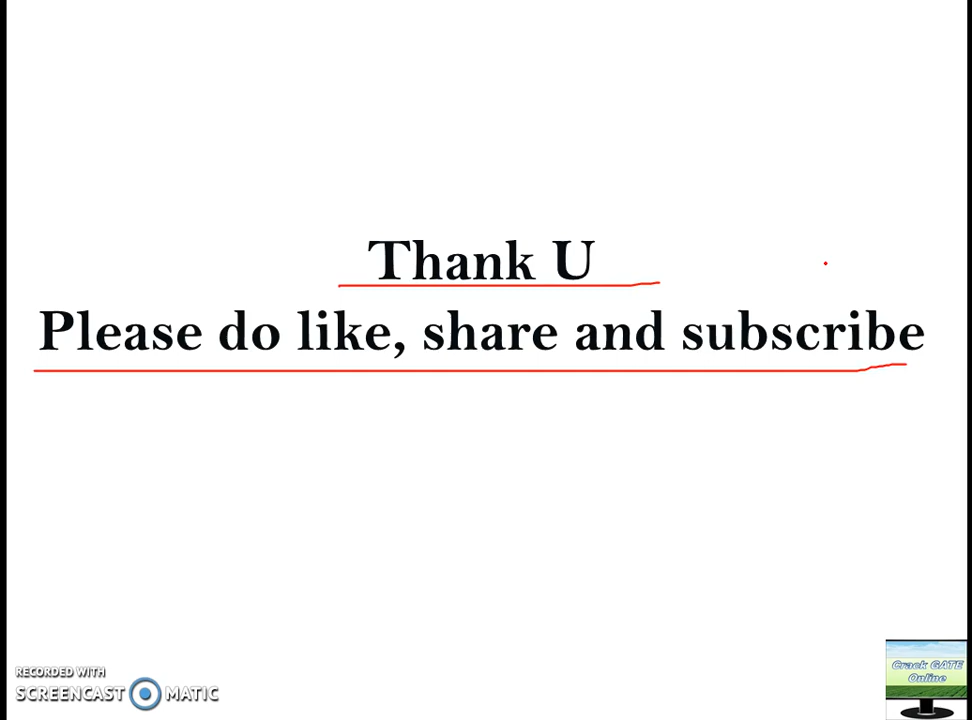 Thank U
Please do like, share and subscribe
RECORDED WITH
SCREENCAST MATIC
Crack GATE
Online